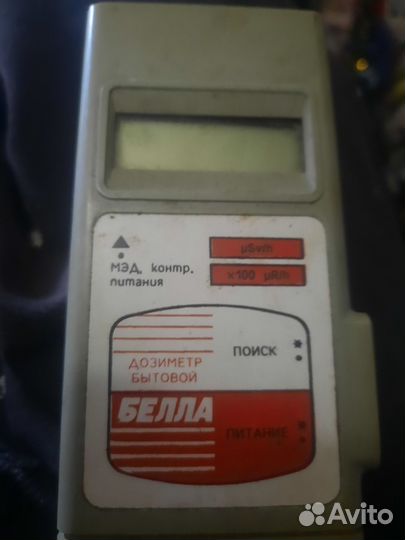 µSv/h
МЭД, контр.
питания
×100 µR/h
ПОИСК
ДОЗИМЕТР
БЫТОВОЙ
БЕЛЛА
ПИТАНИЕ
Avito